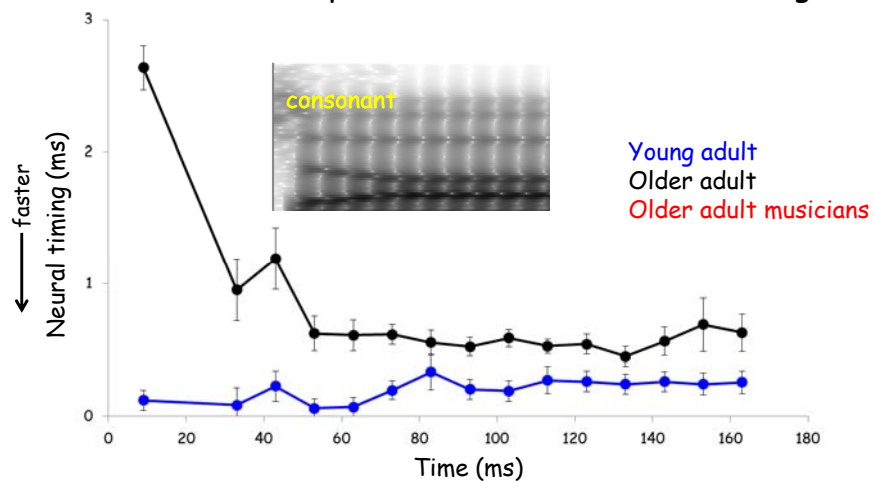 3
consonant
Young adult
Older adult
Older adult musicians
2
faster
Neural timing (ms)
1
0
0 20 40 60 80 100 120 140 160 180
Time (ms)